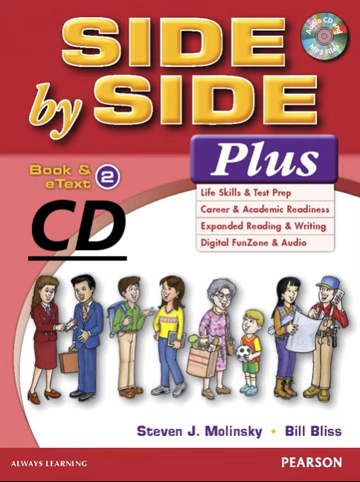 SIDE
by SIDE
Plus
Audio CD and
MP3 Files
Book &
eText 2
CD
Life Skills & Test Prep
Career & Academic Readiness
Expanded Reading & Writing
Digital FunZone & Audio
Steven J. Molinsky • Bill Bliss
ALWAYS LEARNING
PEARSON